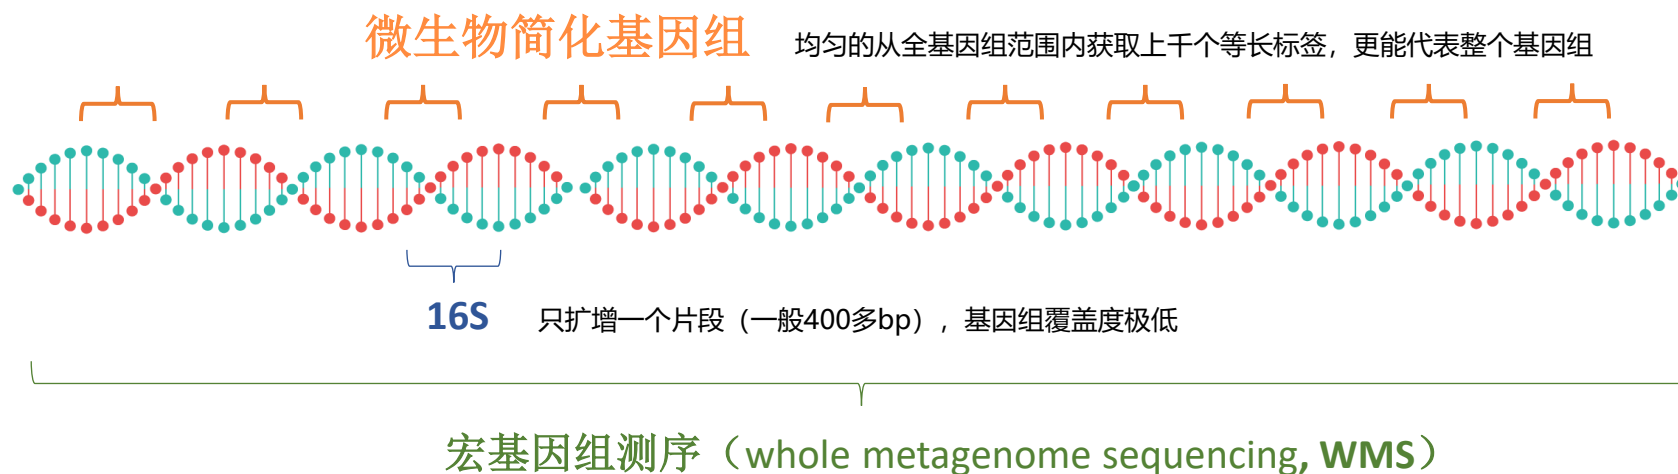 微生物简化基因组 均匀的从全基因组范围内获取上千个等长标签，更能代表整个基因组
16S 只扩增一个片段（一般400多bp），基因组覆盖度极低
宏基因组测序（whole metagenome sequencing, WMS）